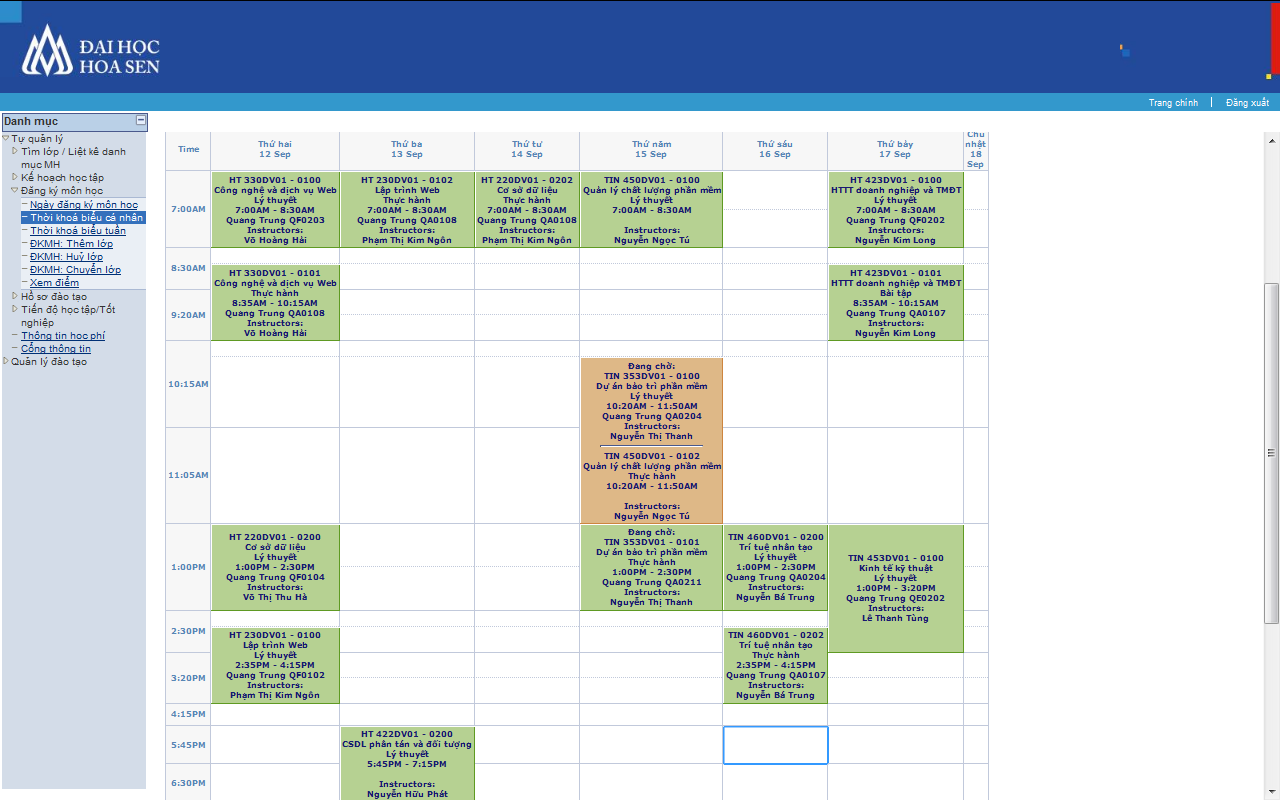 ĐẠI HỌC
HOA SEN
Trang chính | Đăng xuất
Danh mục
Tự quản lý
Tìm lớp / Liệt kê danh
mục MH
Kế hoạch học tập
Đăng ký môn học
Ngày đăng ký môn học
Thời khoá biểu cá nhân
Thời khoá biểu tuần
ĐKMH: Thêm lớp
ĐKMH: Huỷ lớp
ĐKMH: Chuyển lớp
Xem điểm
Hồ sơ đào tạo
Tiến độ học tập/Tốt
nghiệp
Thông tin học phí
Cổng thông tin
Quản lý đào tạo
Time
Thứ hai
12 Sep
Thứ ba
13 Sep
Thứ tư
14 Sep
Thứ năm
15 Sep
Thứ sáu
16 Sep
Thứ bảy
17 Sep
Chủ
nhật
18
Sep
7:00AM
HT 330DV01 - 0100
Công nghệ và dịch vụ Web
Lý thuyết
7:00AM - 8:30AM
Quang Trung QF0203
Instructors:
Võ Hoàng Hải
HT 230DV01 - 0102
Lập trình Web
Thực hành
7:00AM - 8:30AM
Quang Trung QA0108
Instructors:
Phạm Thị Kim Ngôn
HT 220DV01 - 0202
Cơ sở dữ liệu
Thực hành
7:00AM - 8:30AM
Quang Trung QA0108
Instructors:
Phạm Thị Kim Ngôn
TIN 450DV01 - 0100
Quản lý chất lượng phần mềm
Lý thuyết
7:00AM - 8:30AM
Instructors:
Nguyễn Ngọc Tú
HT 423DV01 - 0100
HTTT doanh nghiệp và TMĐT
Lý thuyết
7:00AM - 8:30AM
Quang Trung QF0202
Instructors:
Nguyễn Kim Long
8:30AM
9:20AM
HT 330DV01 - 0101
Công nghệ và dịch vụ Web
Thực hành
8:35AM - 10:15AM
Quang Trung QA0108
Instructors:
Võ Hoàng Hải
HT 423DV01 - 0101
HTTT doanh nghiệp và TMĐT
Bài tập
8:35AM - 10:15AM
Quang Trung QA0107
Instructors:
Nguyễn Kim Long
10:15AM
11:05AM
Đang chờ:
TIN 353DV01 - 0100
Dự án bảo trì phần mềm
Lý thuyết
10:20AM - 11:50AM
Quang Trung QA0204
Instructors:
Nguyễn Thị Thanh
TIN 450DV01 - 0102
Quản lý chất lượng phần mềm
Thực hành
10:20AM - 11:50AM
Instructors:
Nguyễn Ngọc Tú
1:00PM
HT 220DV01 - 0200
Cơ sở dữ liệu
Lý thuyết
1:00PM - 2:30PM
Quang Trung QF0104
Instructors:
Võ Thị Thu Hà
Đang chờ:
TIN 353DV01 - 0101
Dự án bảo trì phần mềm
Thực hành
1:00PM - 2:30PM
Quang Trung QA0211
Instructors:
Nguyễn Thị Thanh
TIN 460DV01 - 0200
Trí tuệ nhân tạo
Lý thuyết
1:00PM - 2:30PM
Quang Trung QA0204
Instructors:
Nguyễn Bá Trung
TIN 453DV01 - 0100
Kinh tế kỹ thuật
Lý thuyết
1:00PM - 3:20PM
Quang Trung QE0202
Instructors:
Lê Thanh Tùng
2:30PM
3:20PM
HT 230DV01 - 0100
Lập trình Web
Lý thuyết
2:35PM - 4:15PM
Quang Trung QF0102
Instructors:
Phạm Thị Kim Ngôn
TIN 460DV01 - 0202
Trí tuệ nhân tạo
Thực hành
2:35PM - 4:15PM
Quang Trung QA0107
Instructors:
Nguyễn Bá Trung
4:15PM
5:45PM
6:30PM
HT 422DV01 - 0200
CSDL phân tán và đối tượng
Lý thuyết
5:45PM - 7:15PM
Instructors:
Nguyễn Hữu Phát